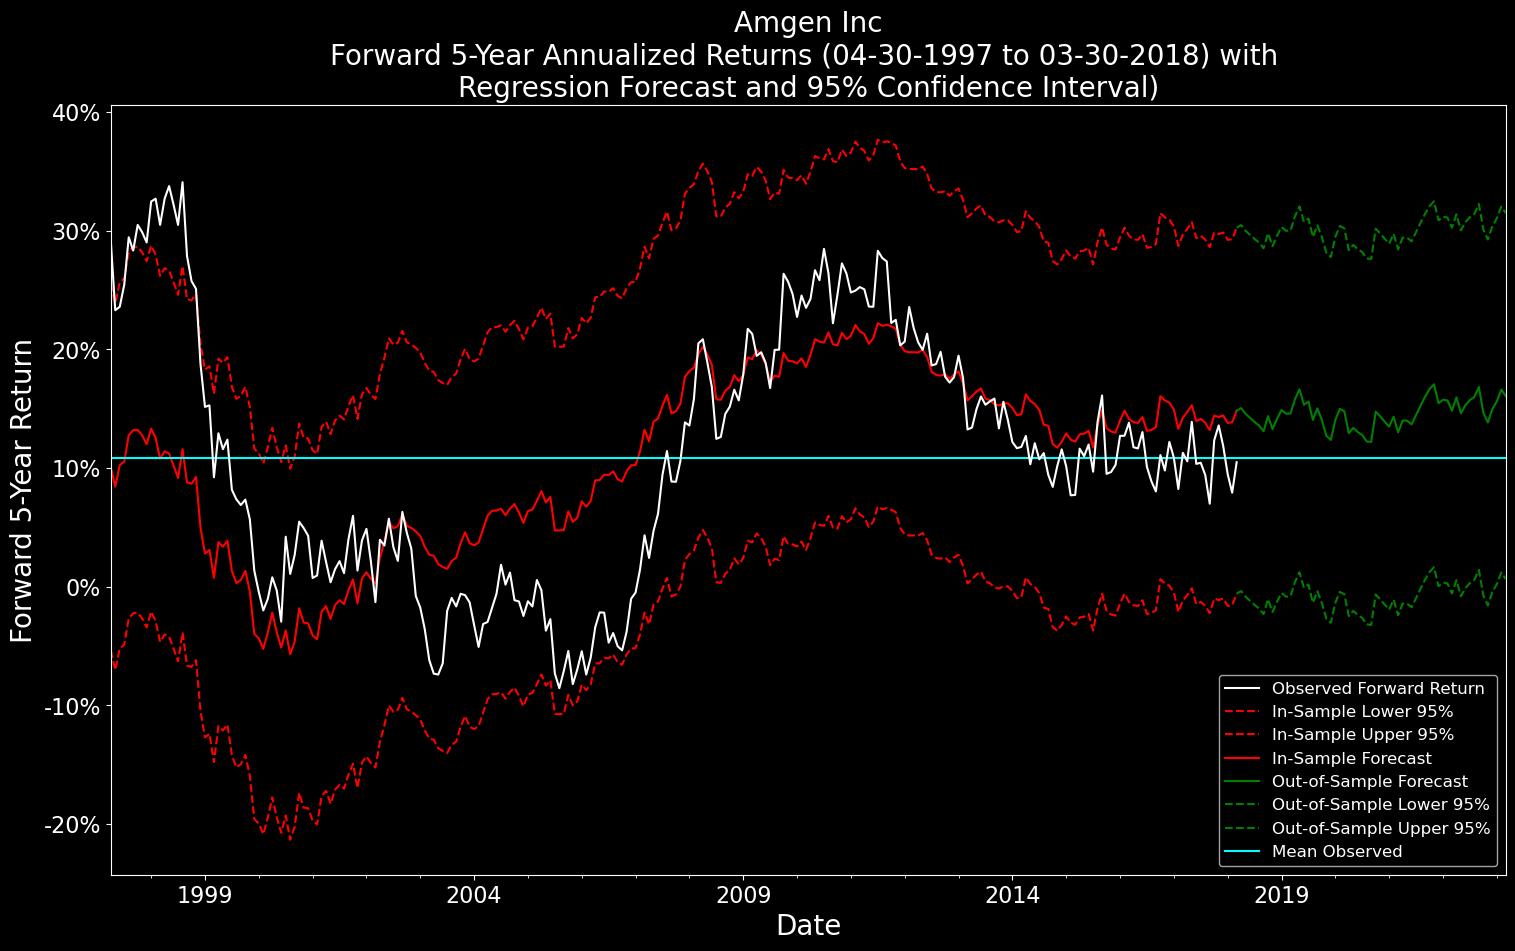 Amgen Inc
Forward 5-Year Annualized Returns (04-30-1997 to 03-30-2018) with
Regression Forecast and 95% Confidence Interval)
40%
30%
20%
10%
0%
-10%
-20%
Forward 5-Year Return
1999
2004
2009
2014
2019
Date
Observed Forward Return
In-Sample Lower 95%
In-Sample Upper 95%
In-Sample Forecast
Out-of-Sample Forecast
Out-of-Sample Lower 95%
Out-of-Sample Upper 95%
Mean Observed